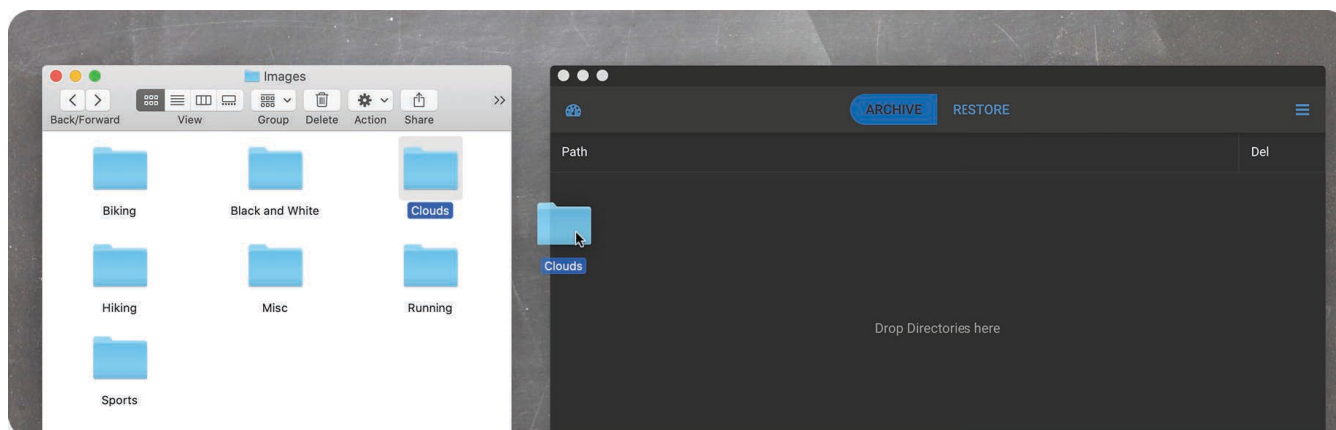 Images
Back/Forward View Group Delete Action Share
Biking Black and White Clouds
Hiking Misc Running
Sports
Clouds
ARCHIVE RESTORE
Path Del
Drop Directories here